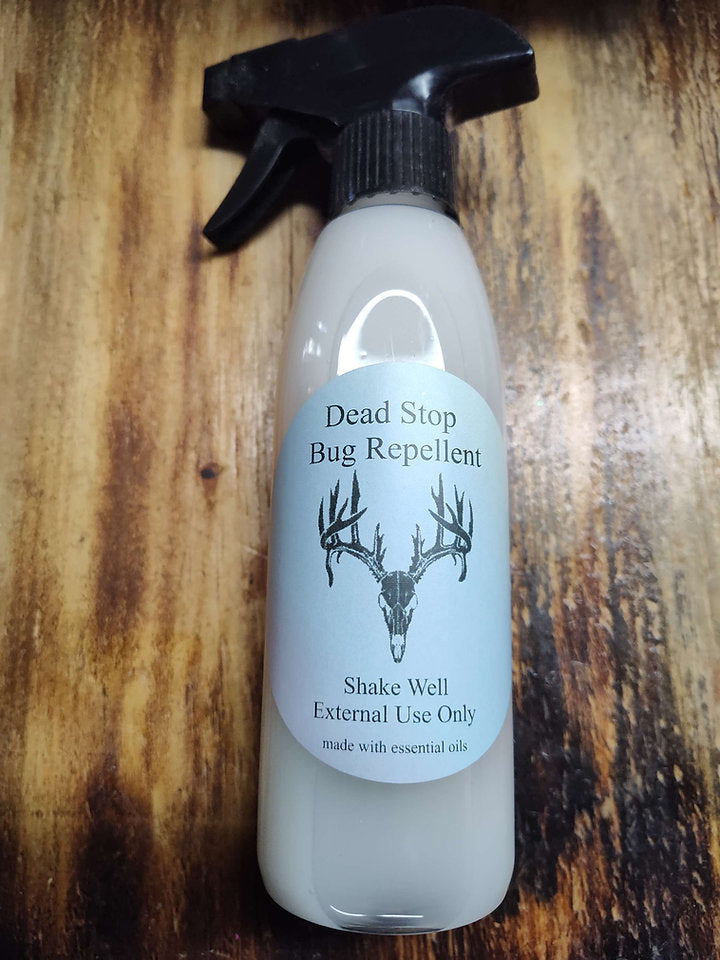 Dead Stop
Bug Repellent
Shake Well
External Use Only
made with essential oils